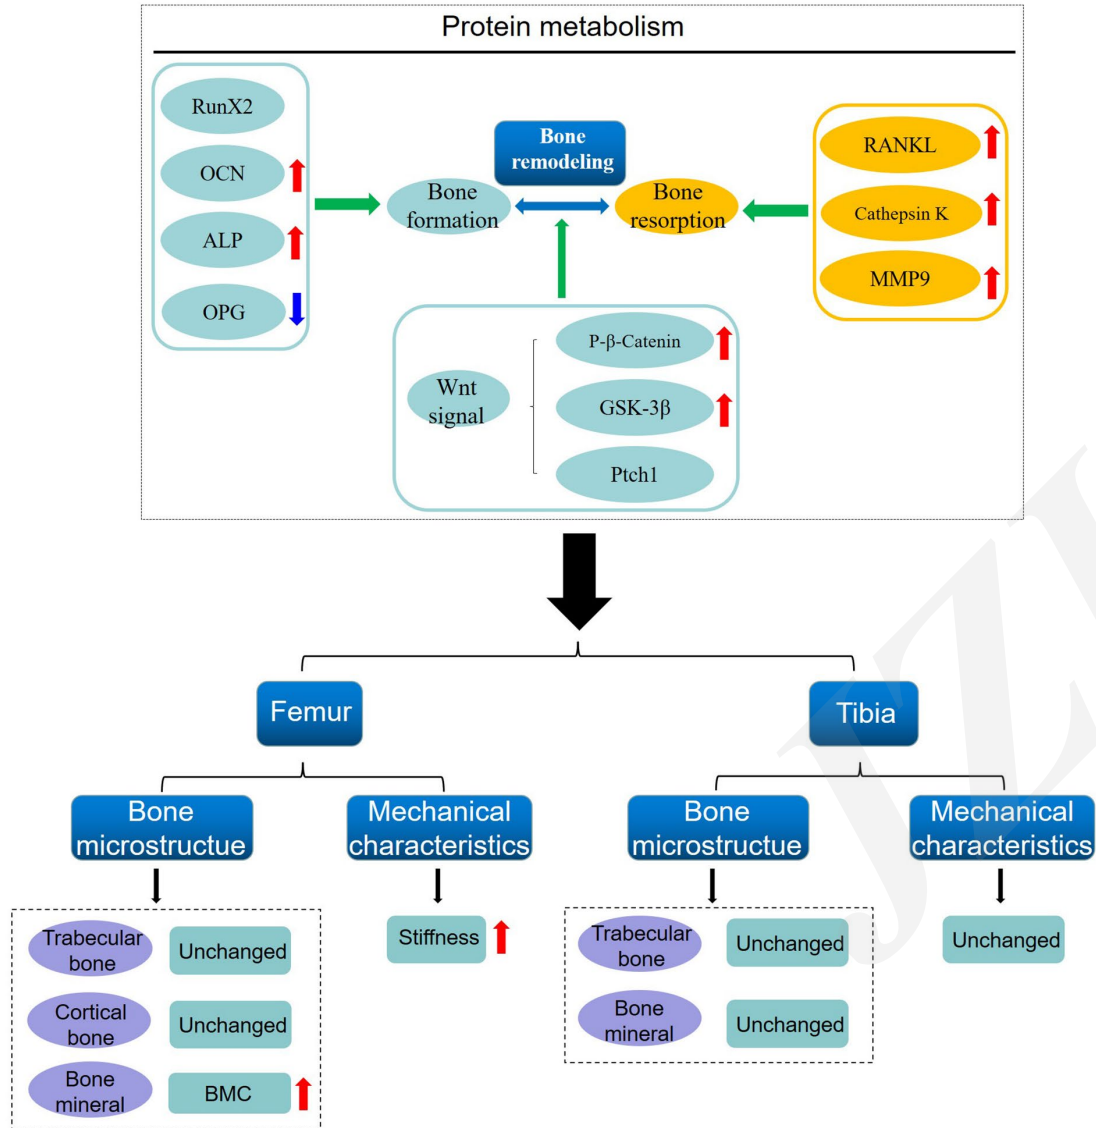 Protein metabolism
RunX2
OCN
ALP
OPG
Bone
remodeling
Bone
formation
Bone
resorption
RANKL
Cathepsin K
MMP9
Wnt
signal
P-β-Catenin
GSK-3β
Ptch1
Femur
Tibia
Bone
microstructue
Mechanical
characteristics
Bone
microstructue
Mechanical
characteristics
Trabecular
bone
Unchanged
Cortical
bone
Unchanged
Bone
mineral
BMC
Stiffness
Trabecular
bone
Unchanged
Bone
mineral
Unchanged
Unchanged